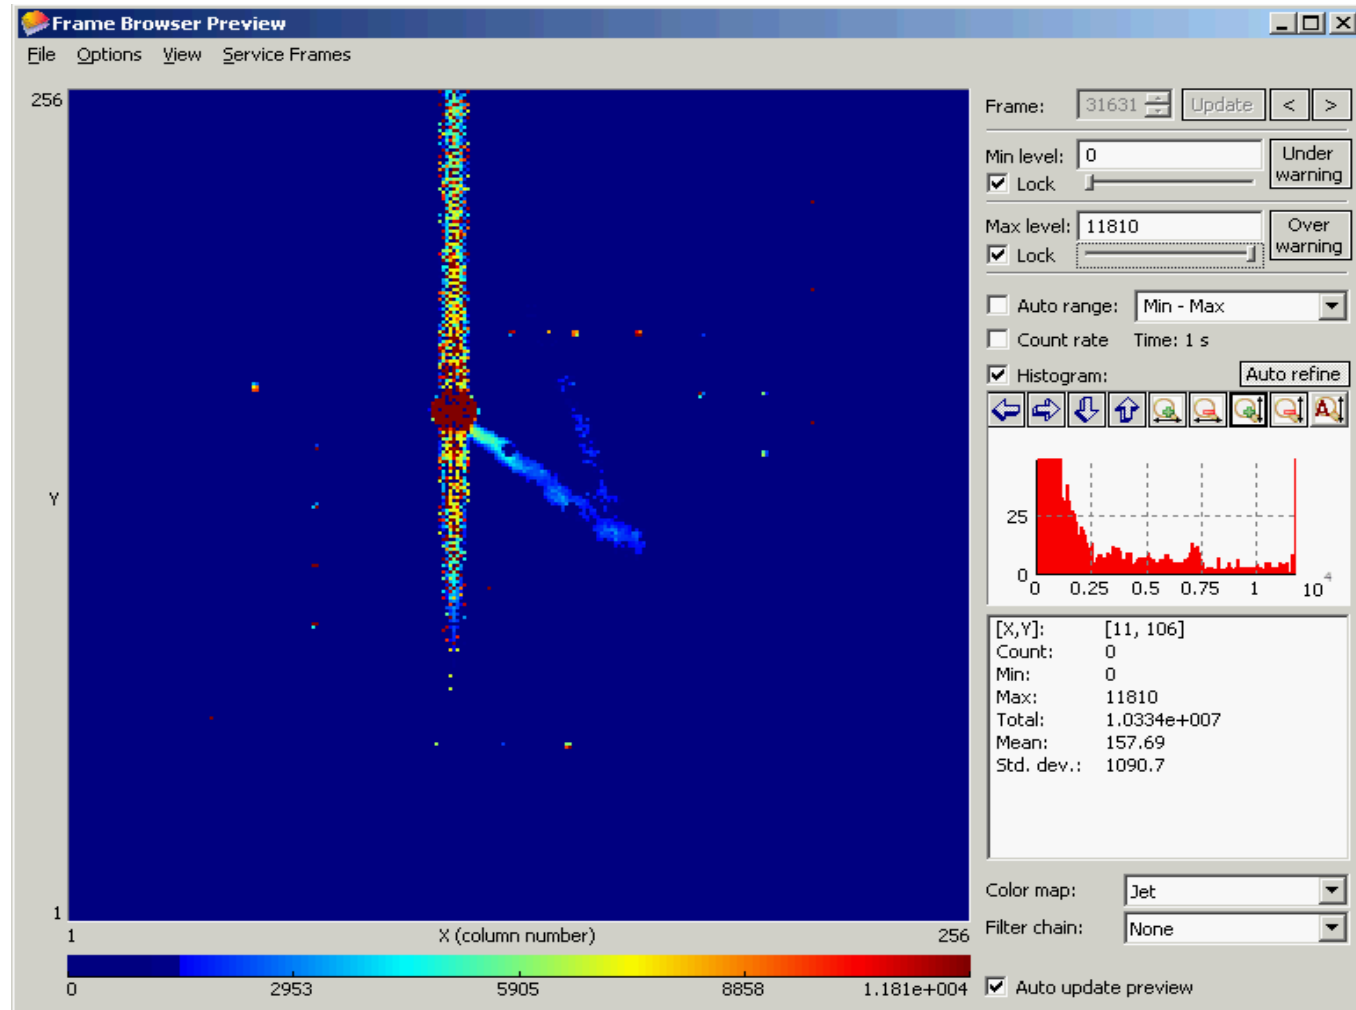 Frame Browser Preview
File Options View Service Frames
256
Y
1
1 X (column number) 256
0 2953 5905 8858 1.181e+004
Frame: 31631 Update < >
Min level: 0 Under warning
Lock
Max level: 11810 Over warning
Lock
Auto range: Min - Max
Count rate Time: 1 s
Histogram: Auto refine
A
25
0
0 0.25 0.5 0.75 1 10^4
[X,Y]: [11, 106]
Count: 0
Min: 0
Max: 11810
Total: 1.0334e+007
Mean: 157.69
Std. dev.: 1090.7
Color map: Jet
Filter chain: None
Auto update preview